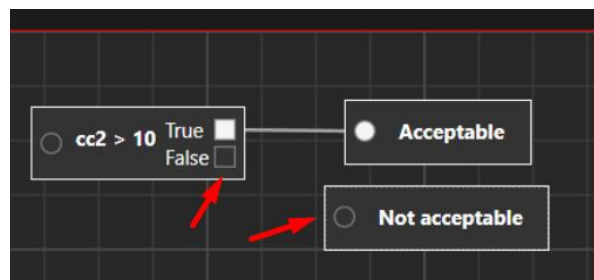 cc2 > 10
True
False
Acceptable
Not acceptable